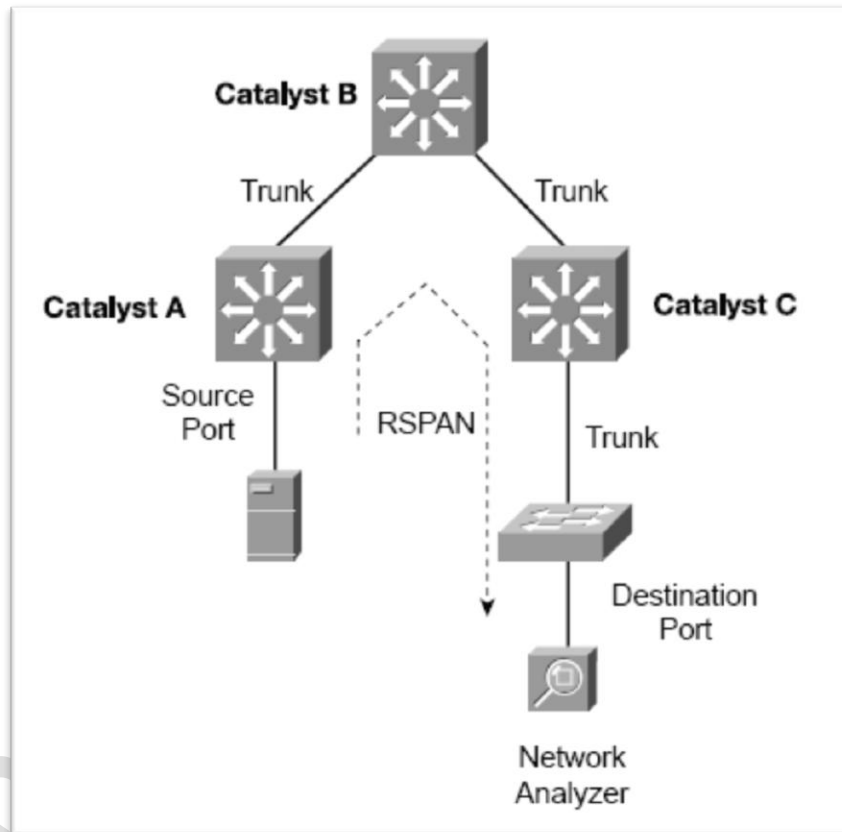 Catalyst B
Trunk
Trunk
Catalyst A
Catalyst C
Source
Port
RSPAN
Trunk
Destination
Port
Network
Analyzer